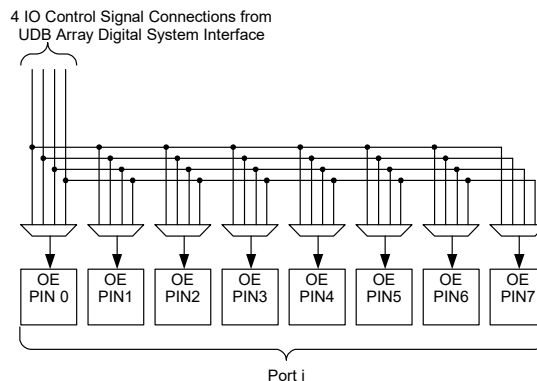 4 IO Control Signal Connections from
UDB Array Digital System Interface
OE
PIN 0
OE
PIN1
OE
PIN2
OE
PIN3
OE
PIN4
OE
PIN5
OE
PIN6
OE
PIN7
Port i